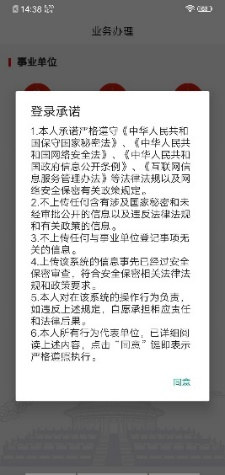 14:38
业务办理
事业单位
登录承诺
1.本人承诺严格遵守《中华人民共和
国保守国家秘密法》、《中华人民共
和国网络安全法》、《中华人民共和
国政府信息公开条例》、《互联网信
息服务管理办法》等法律法规以及网
络安全保密有关政策规定。
2.不上传任何含有涉及国家秘密和未
经审批公开的信息以及违反法律法规
和有关政策的信息。
3.不上传任何与事业单位登记事项无
关的信息。
4.上传该系统的信息事先已经过安全
保密审查，符合安全保密相关法律法
规和政策要求。
5.本人对在该系统的操作行为负责，
如违反上述规定，自愿承担相应责任
和法律后果。
6.本人所有行为代表单位，已详细阅
读上述内容，点击“同意”链即表示
严格遵照执行。
同意